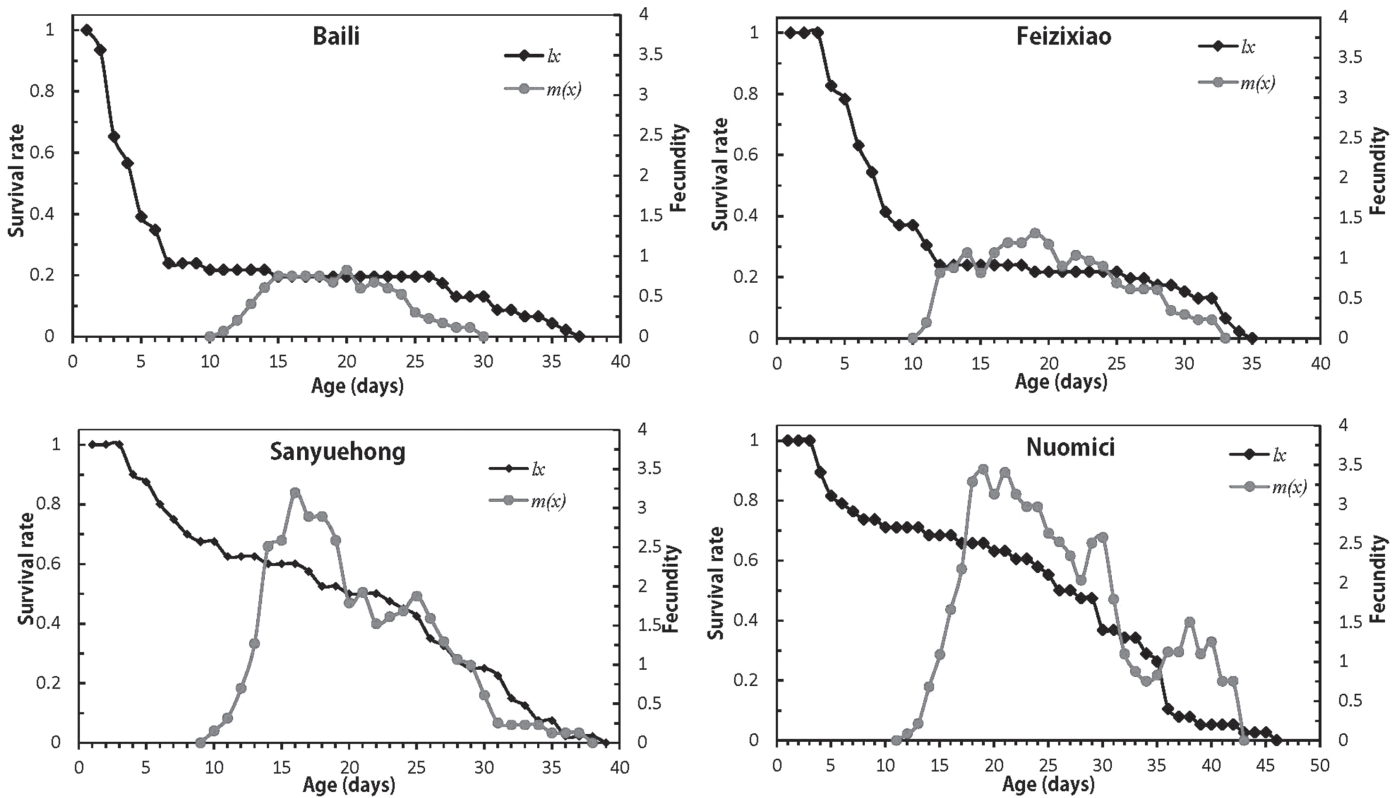 Baili
lx
m(x)
Survival rate
Fecundity
1
0.8
0.6
0.4
0.2
0
4
3.5
3
2.5
2
1.5
1
0.5
0
0 5 10 15 20 25 30 35 40
Age (days)
Feizixiao
lx
m(x)
Survival rate
Fecundity
1
0.8
0.6
0.4
0.2
0
4
3.5
3
2.5
2
1.5
1
0.5
0
0 5 10 15 20 25 30 35 40
Age (days)
Sanyuehong
lx
m(x)
Survival rate
Fecundity
1
0.8
0.6
0.4
0.2
0
4
3.5
3
2.5
2
1.5
1
0.5
0
0 5 10 15 20 25 30 35 40
Age (days)
Nuomici
lx
m(x)
Survival rate
Fecundity
1
0.8
0.6
0.4
0.2
0
4
3.5
3
2.5
2
1.5
1
0.5
0
0 5 10 15 20 25 30 35 40 45 50
Age (days)